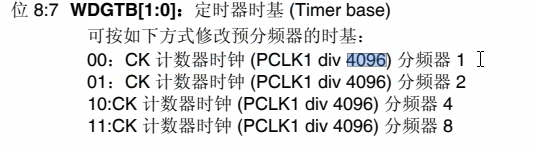 位 8:7 WDGTB[1:0]：定时器时基 (Timer base)
可按如下方式修改预分频器的时基：
00：CK 计数器时钟 (PCLK1 div 4096) 分频器 1
01：CK 计数器时钟 (PCLK1 div 4096) 分频器 2
10:CK 计数器时钟 (PCLK1 div 4096) 分频器 4
11:CK 计数器时钟 (PCLK1 div 4096) 分频器 8